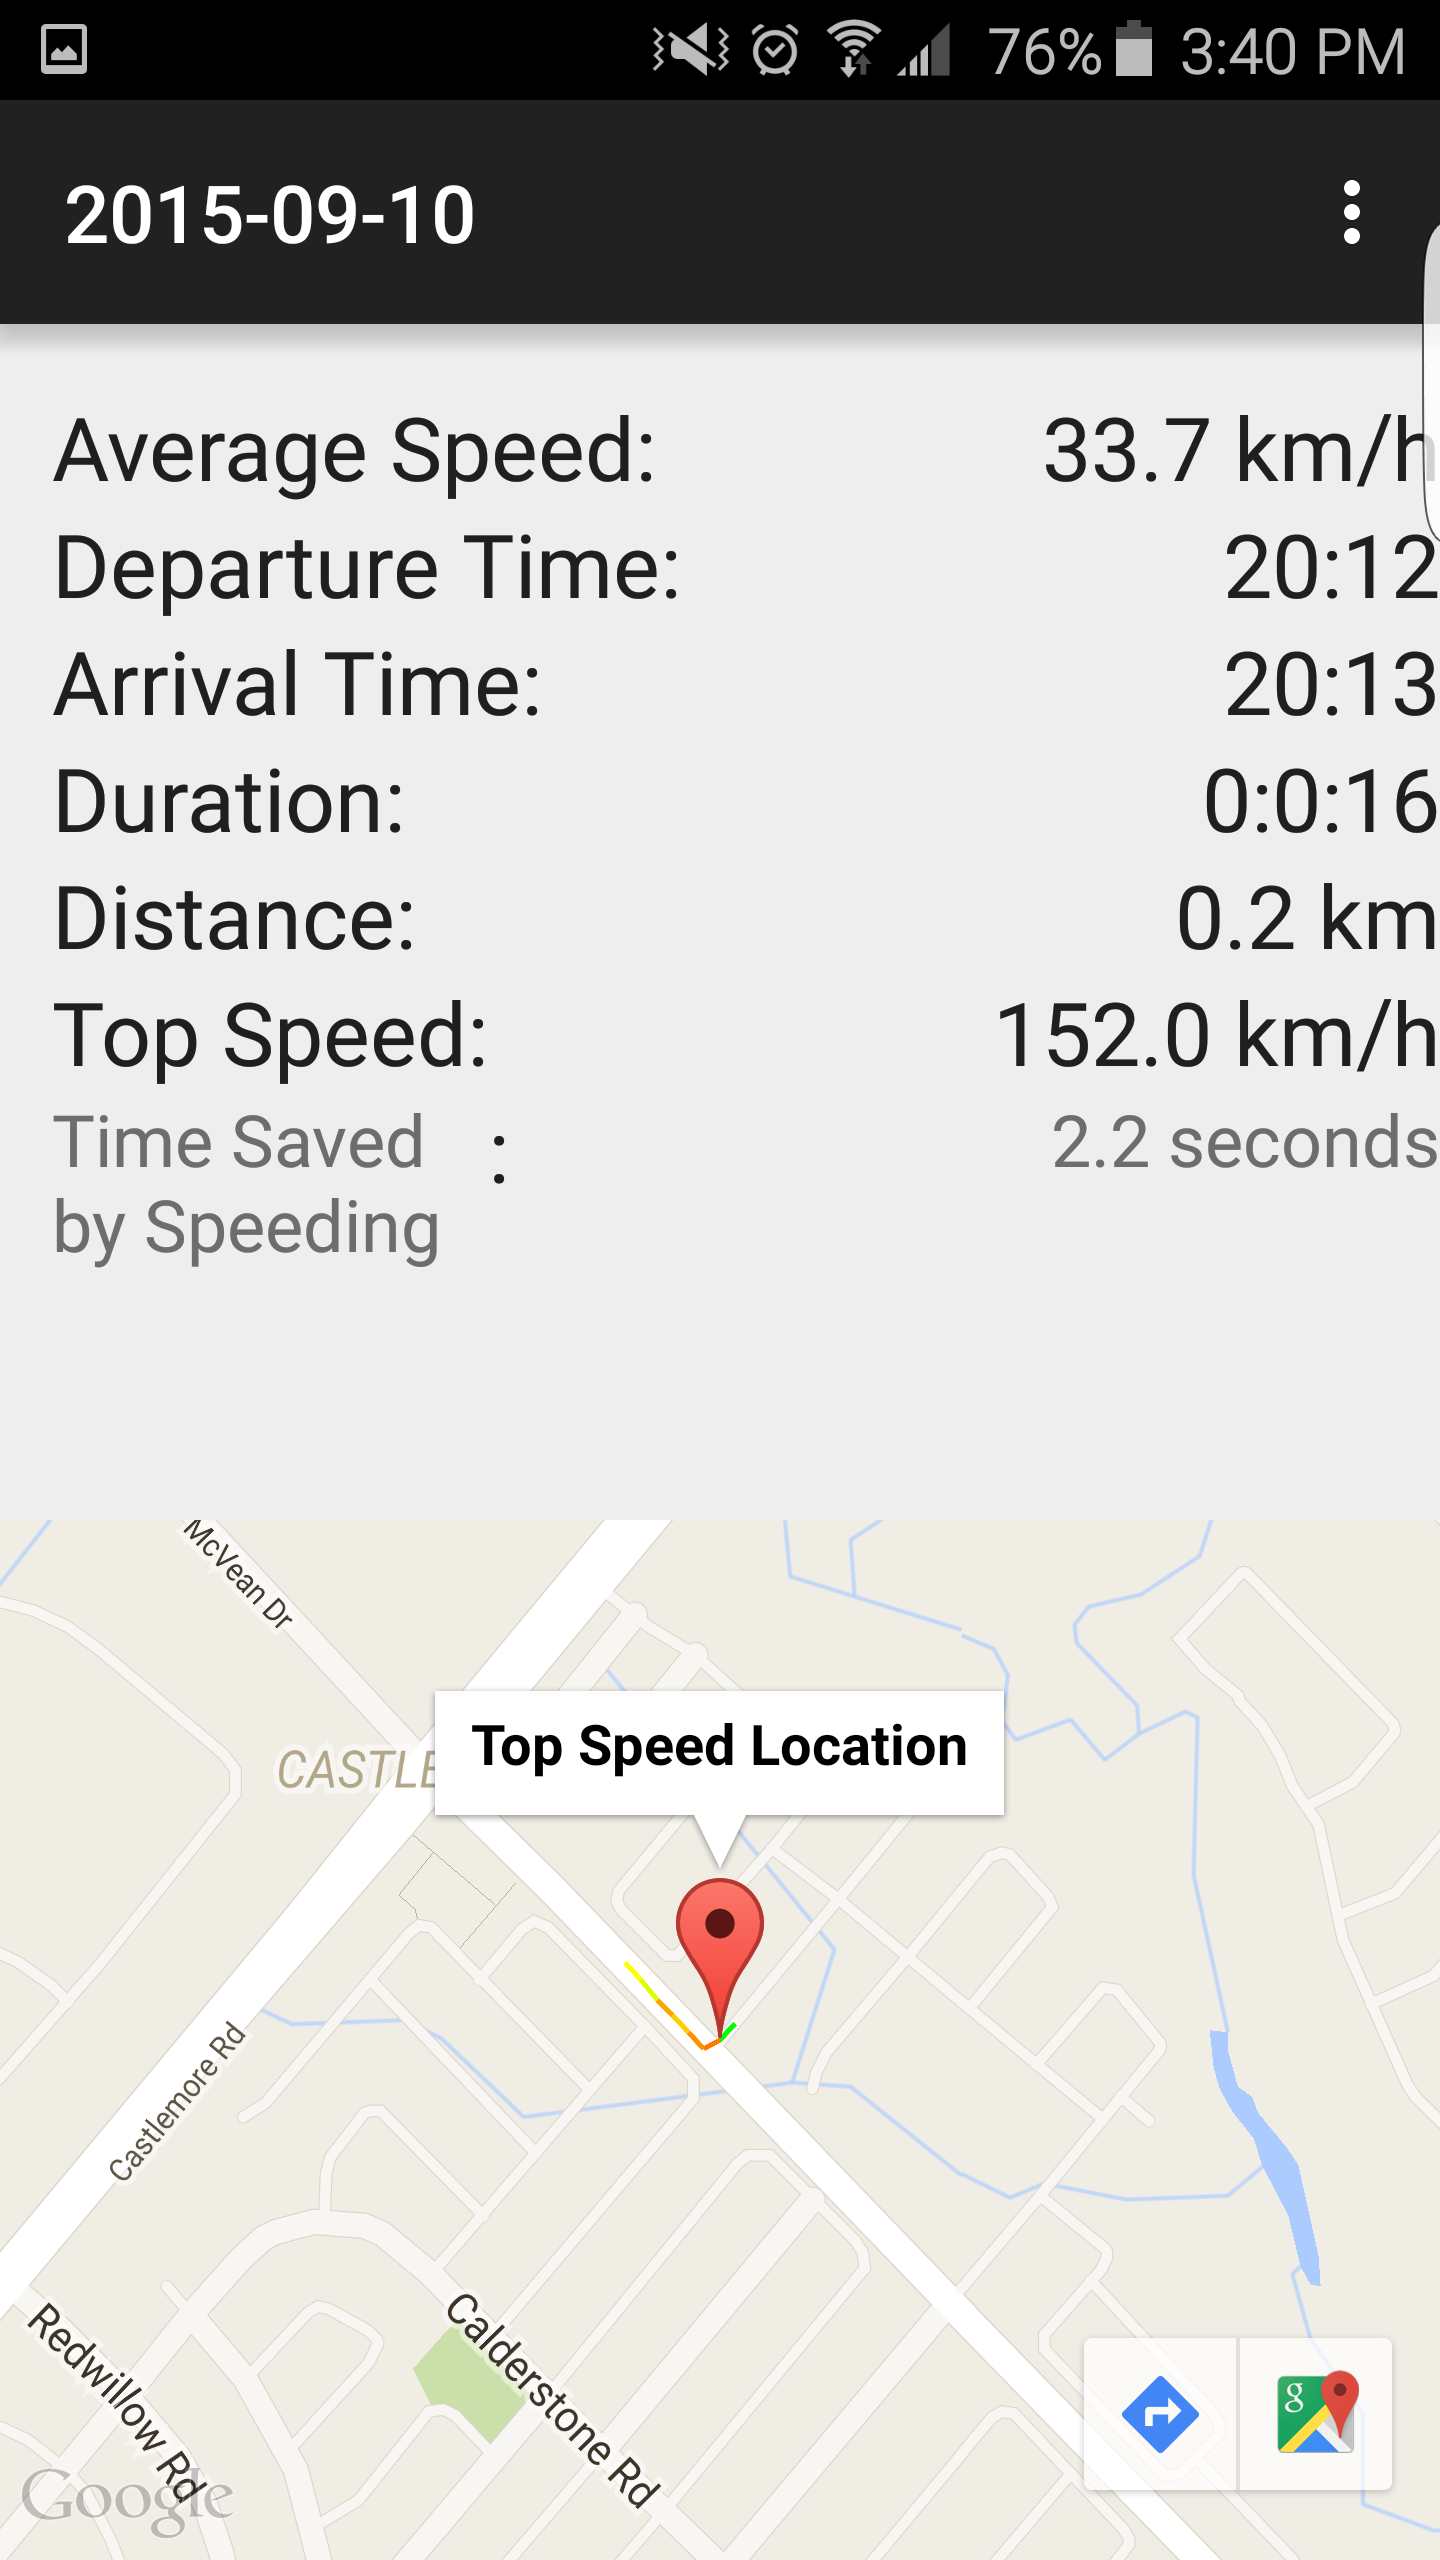 76% 3:40 PM
2015-09-10
Average Speed: 33.7 km/h
Departure Time: 20:12
Arrival Time: 20:13
Duration: 0:0:16
Distance: 0.2 km
Top Speed: 152.0 km/h
Time Saved : 2.2 seconds
by Speeding
McVean Dr
Top Speed Location
CASTLE
Castlemore Rd
Calderstone Rd
Redwillow Rd
g
Google